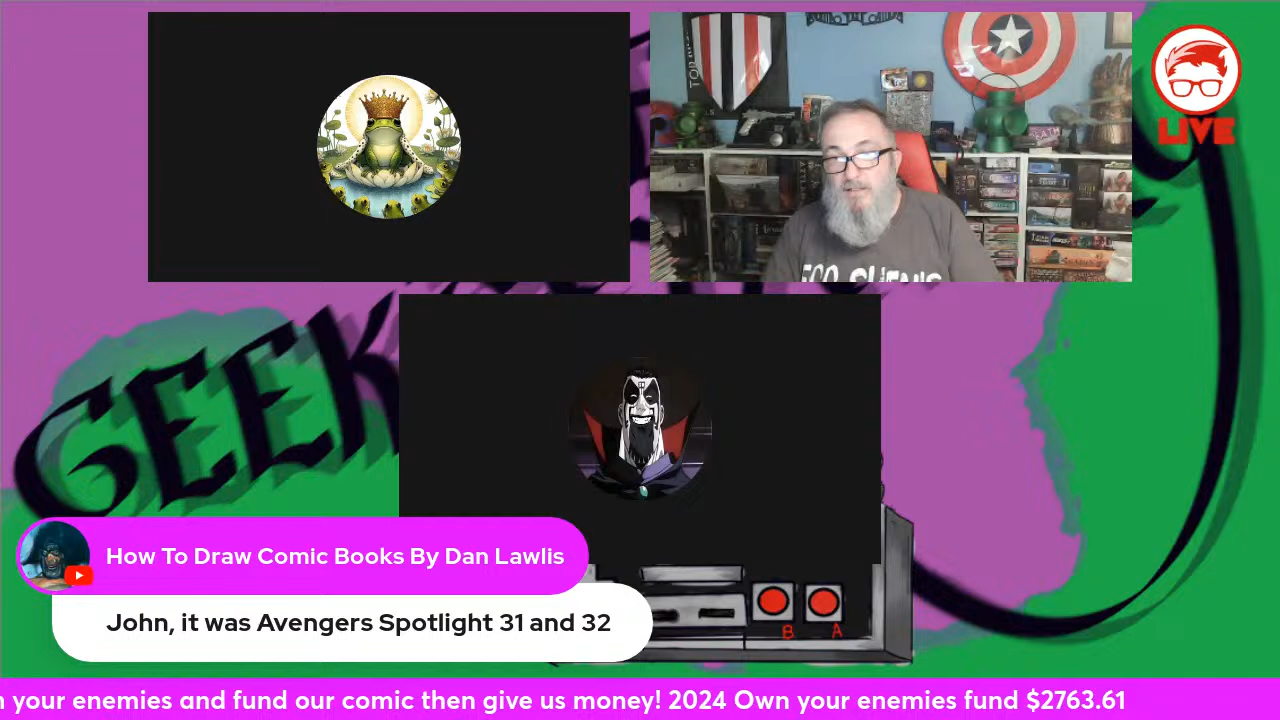 LIVE
GEEK
How To Draw Comic Books By Dan Lawlis
John, it was Avengers Spotlight 31 and 32
B A
your enemies and fund our comic then give us money! 2024 Own your enemies fund $2763.61